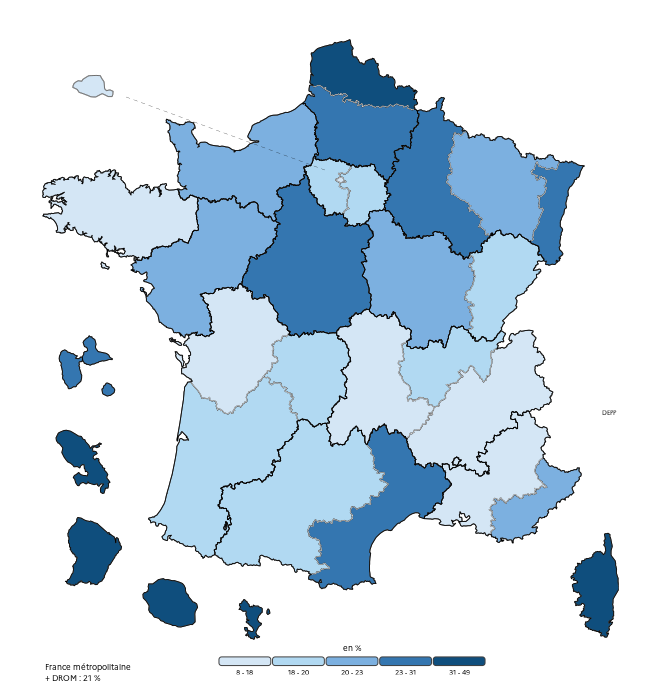 DEPP
en %
8 - 18
18 - 20
20 - 23
23 - 31
31 - 49
France métropolitaine
+ DROM : 21 %